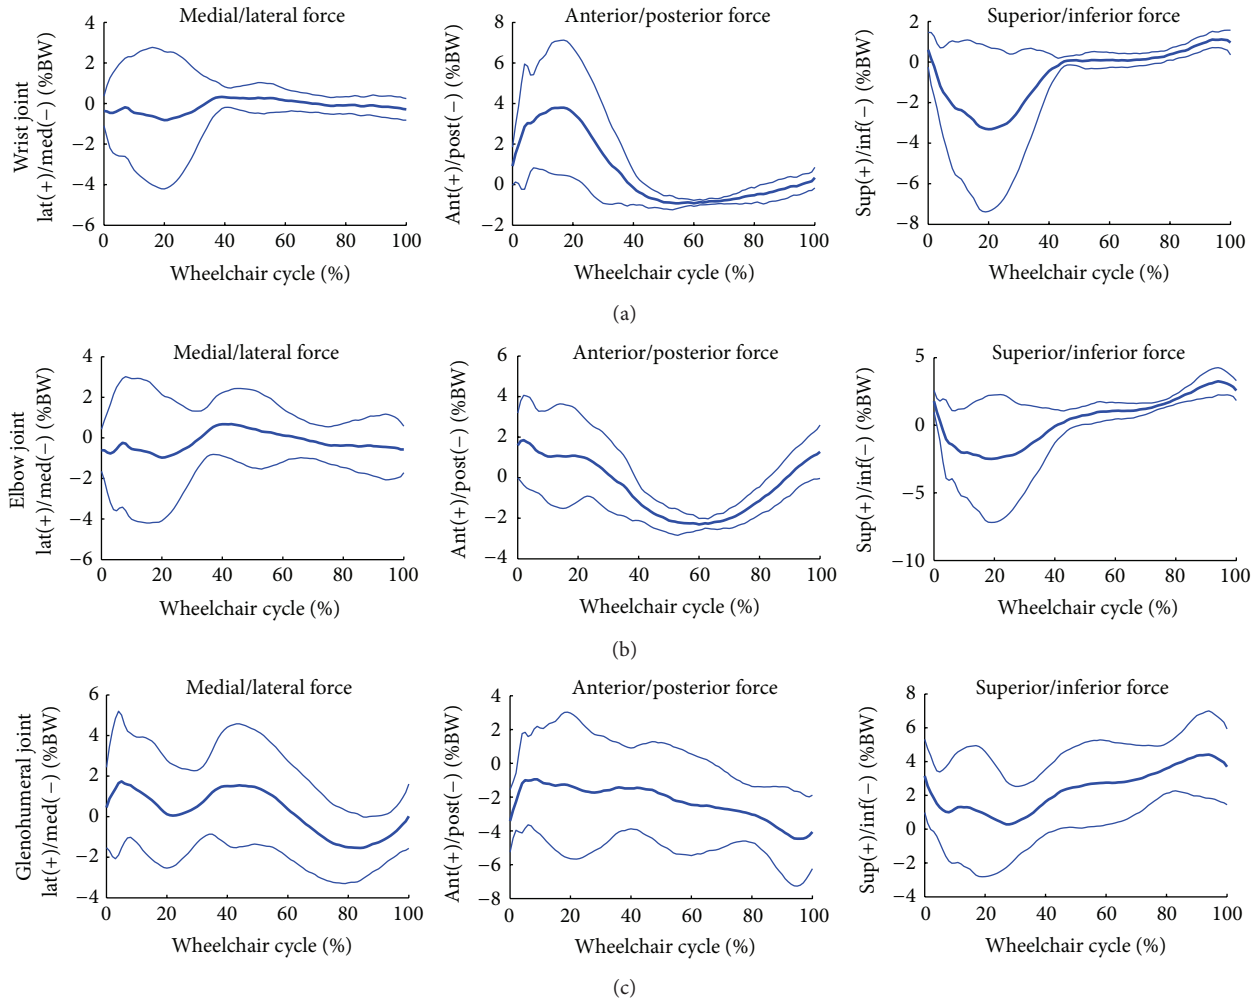 Medial/lateral force
Anterior/posterior force
Superior/inferior force
Wrist joint
lat(+)/med(−) (%BW)
4
2
0
−2
−4
−6
0 20 40 60 80 100
Wheelchair cycle (%)
Ant(+)/post(−) (%BW)
8
6
4
2
0
−2
0 20 40 60 80 100
Wheelchair cycle (%)
Sup(+)/inf(−) (%BW)
2
0
−2
−4
−6
−8
0 20 40 60 80 100
Wheelchair cycle (%)
(a)
Medial/lateral force
Anterior/posterior force
Superior/inferior force
Elbow joint
lat(+)/med(−) (%BW)
4
2
0
−2
−4
−6
0 20 40 60 80 100
Wheelchair cycle (%)
Ant(+)/post(−) (%BW)
6
4
2
0
−2
−4
0 20 40 60 80 100
Wheelchair cycle (%)
Sup(+)/inf(−) (%BW)
5
0
−5
−10
0 20 40 60 80 100
Wheelchair cycle (%)
(b)
Medial/lateral force
Anterior/posterior force
Superior/inferior force
Glenohumeral joint
lat(+)/med(−) (%BW)
6
4
2
0
−2
−4
0 20 40 60 80 100
Wheelchair cycle (%)
Ant(+)/post(−) (%BW)
4
2
0
−2
−4
−6
−8
0 20 40 60 80 100
Wheelchair cycle (%)
Sup(+)/inf(−) (%BW)
8
6
4
2
0
−2
−4
0 20 40 60 80 100
Wheelchair cycle (%)
(c)